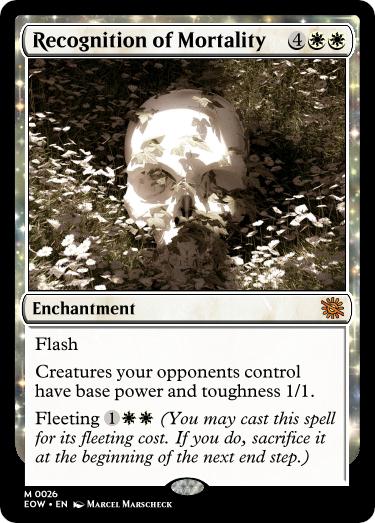 Recognition of Mortality 4
Enchantment
Flash
Creatures your opponents control
have base power and toughness 1/1.
Fleeting 1 (You may cast this spell
for its fleeting cost. If you do, sacrifice it
at the beginning of the next end step.)
M 0026
EOW • EN Marcel Marscheck